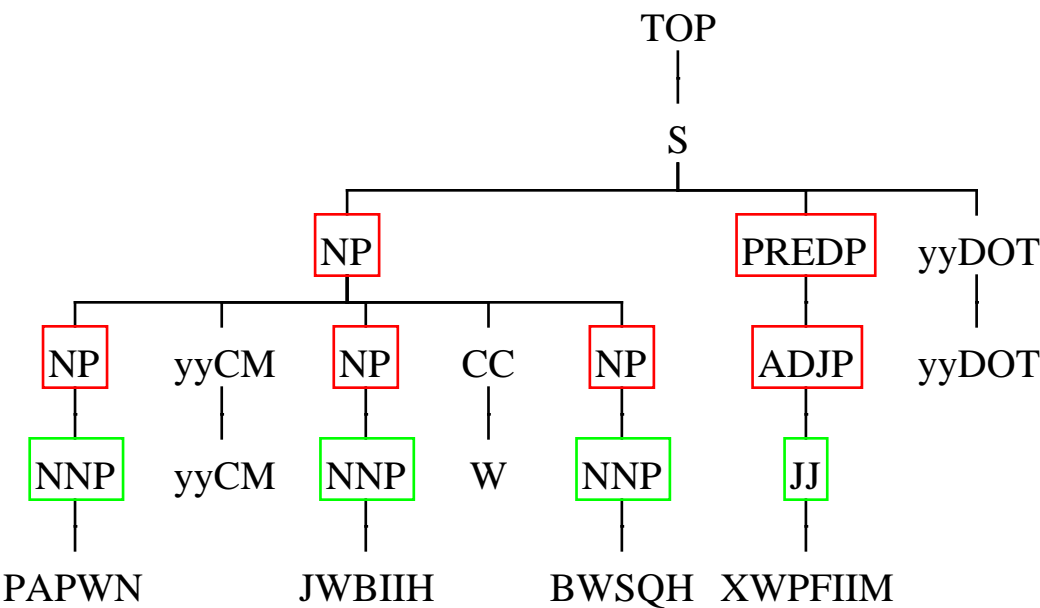 TOP
S
NP PREDP yyDOT
NP yyCM NP CC NP ADJP yyDOT
NNP yyCM NNP W NNP JJ
PAPWN JWBIIH BWSQH XWPFIIM